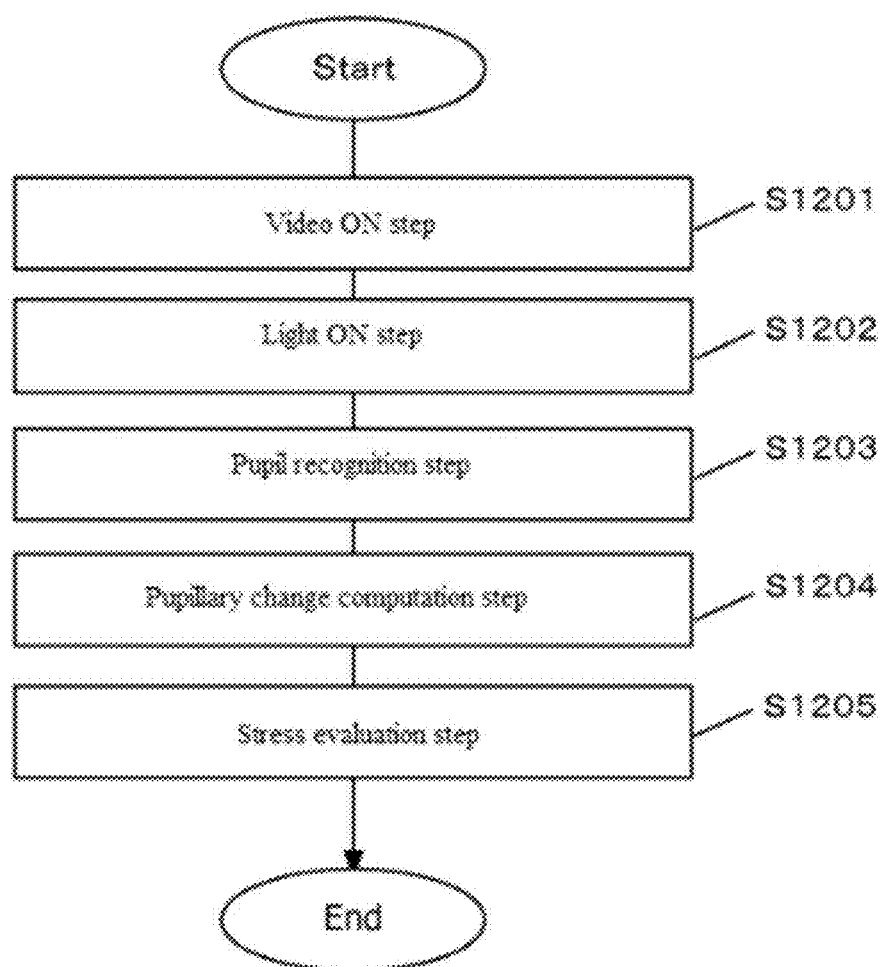 Start
Video ON step
S1201
Light ON step
S1202
Pupil recognition step
S1203
Pupillary change computation step
S1204
Stress evaluation step
S1205
End